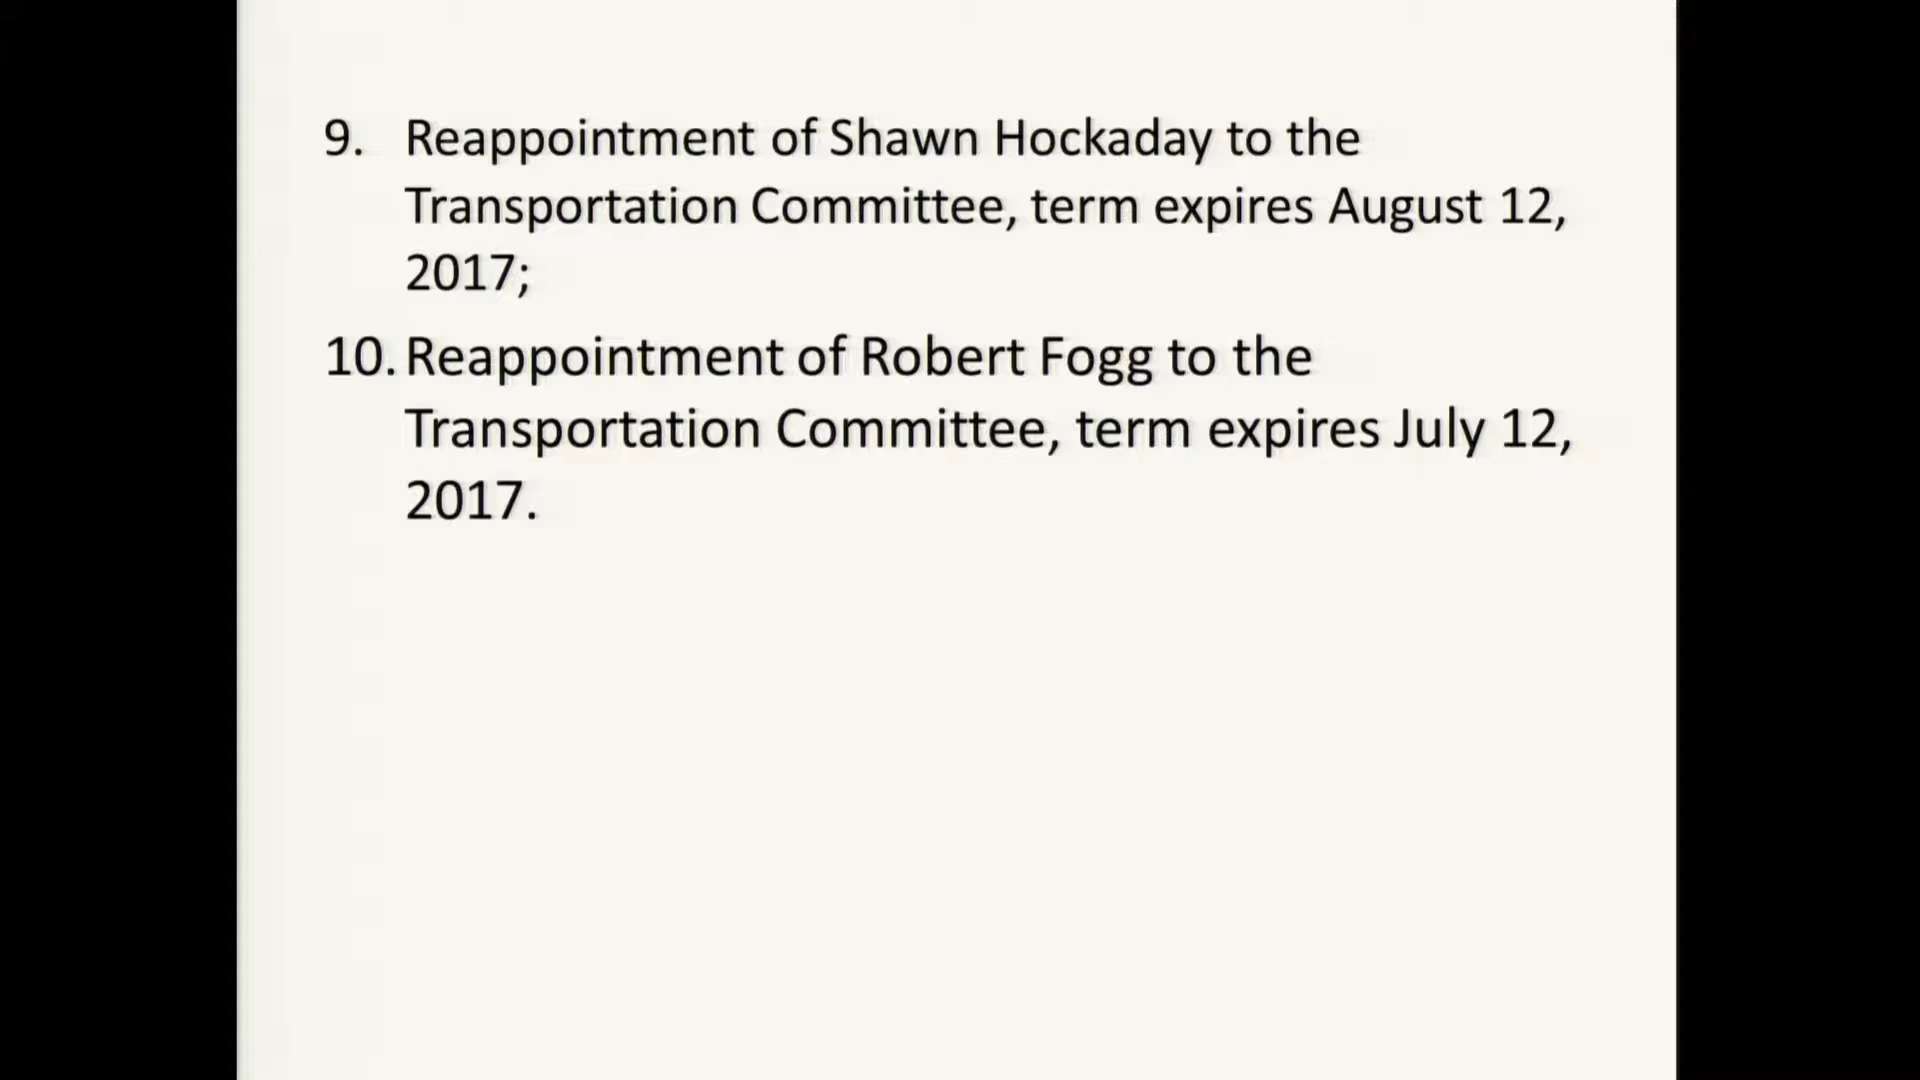 9. Reappointment of Shawn Hockaday to the
Transportation Committee, term expires August 12,
2017;
10. Reappointment of Robert Fogg to the
Transportation Committee, term expires July 12,
2017.